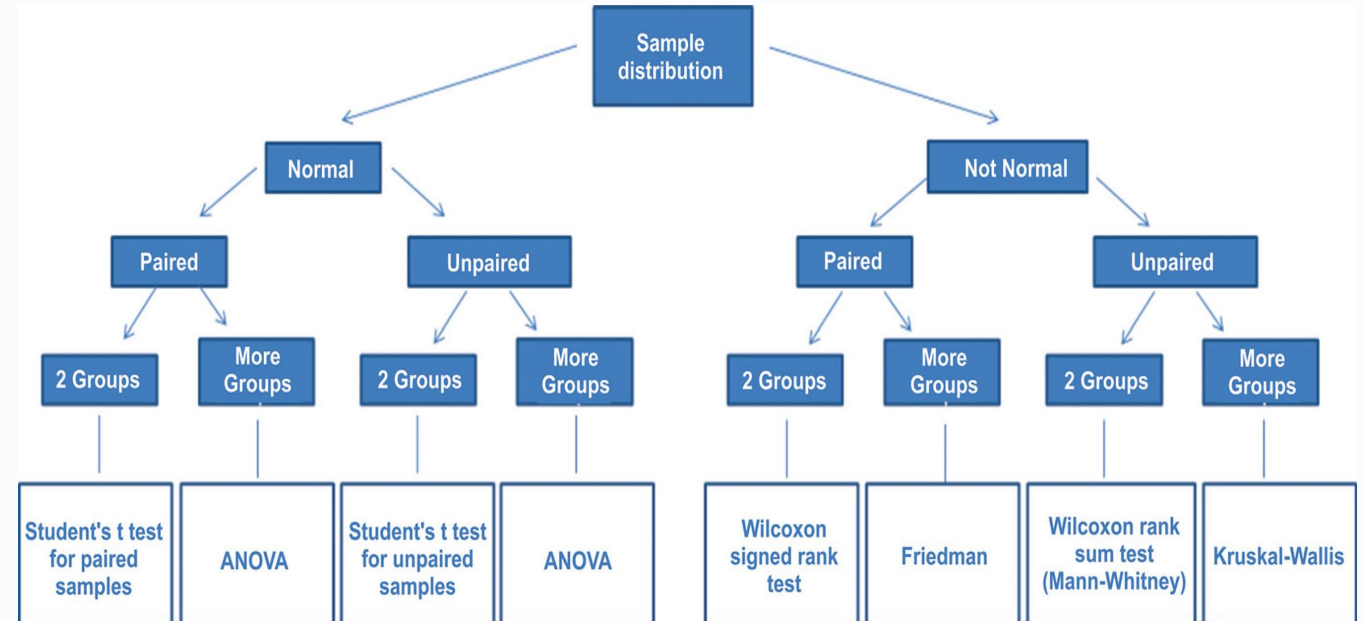 Sample
distribution
Normal
Not Normal
Paired
Unpaired
Paired
Unpaired
2 Groups
More
Groups
2 Groups
More
Groups
2 Groups
More
Groups
2 Groups
More
Groups
Student's t test
for paired
samples
ANOVA
Student's t test
for unpaired
samples
ANOVA
Wilcoxon
signed rank
test
Friedman
Wilcoxon rank
sum test
(Mann-Whitney)
Kruskal-Wallis